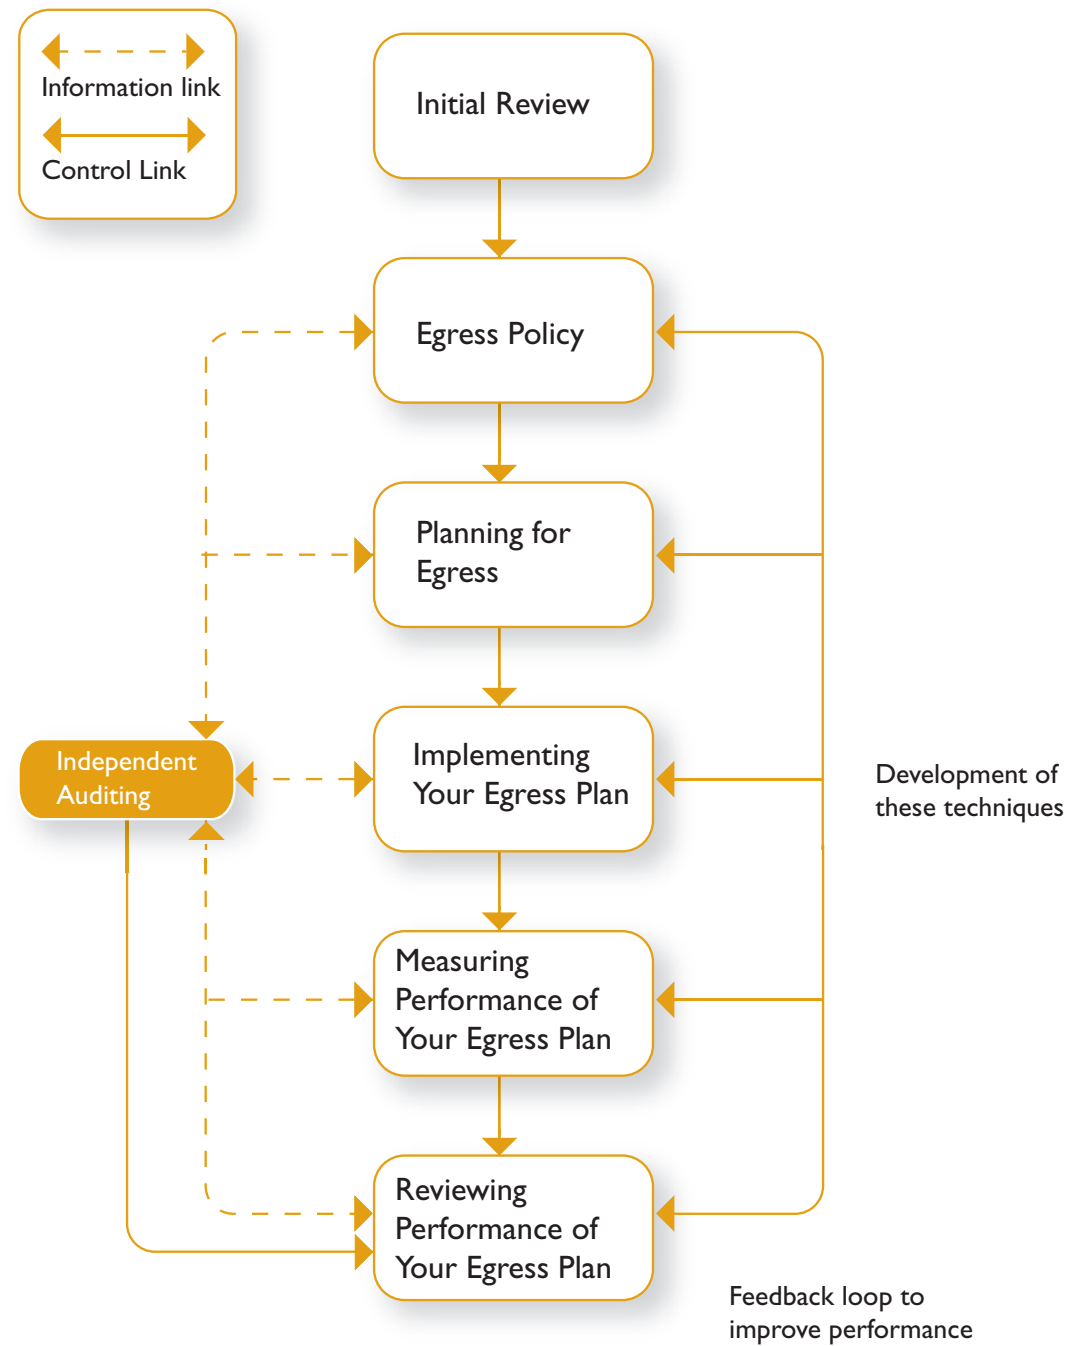 Information link
Control Link
Initial Review
Egress Policy
Planning for
Egress
Independent
Auditing
Implementing
Your Egress Plan
Development of
these techniques
Measuring
Performance of
Your Egress Plan
Reviewing
Performance of
Your Egress Plan
Feedback loop to
improve performance